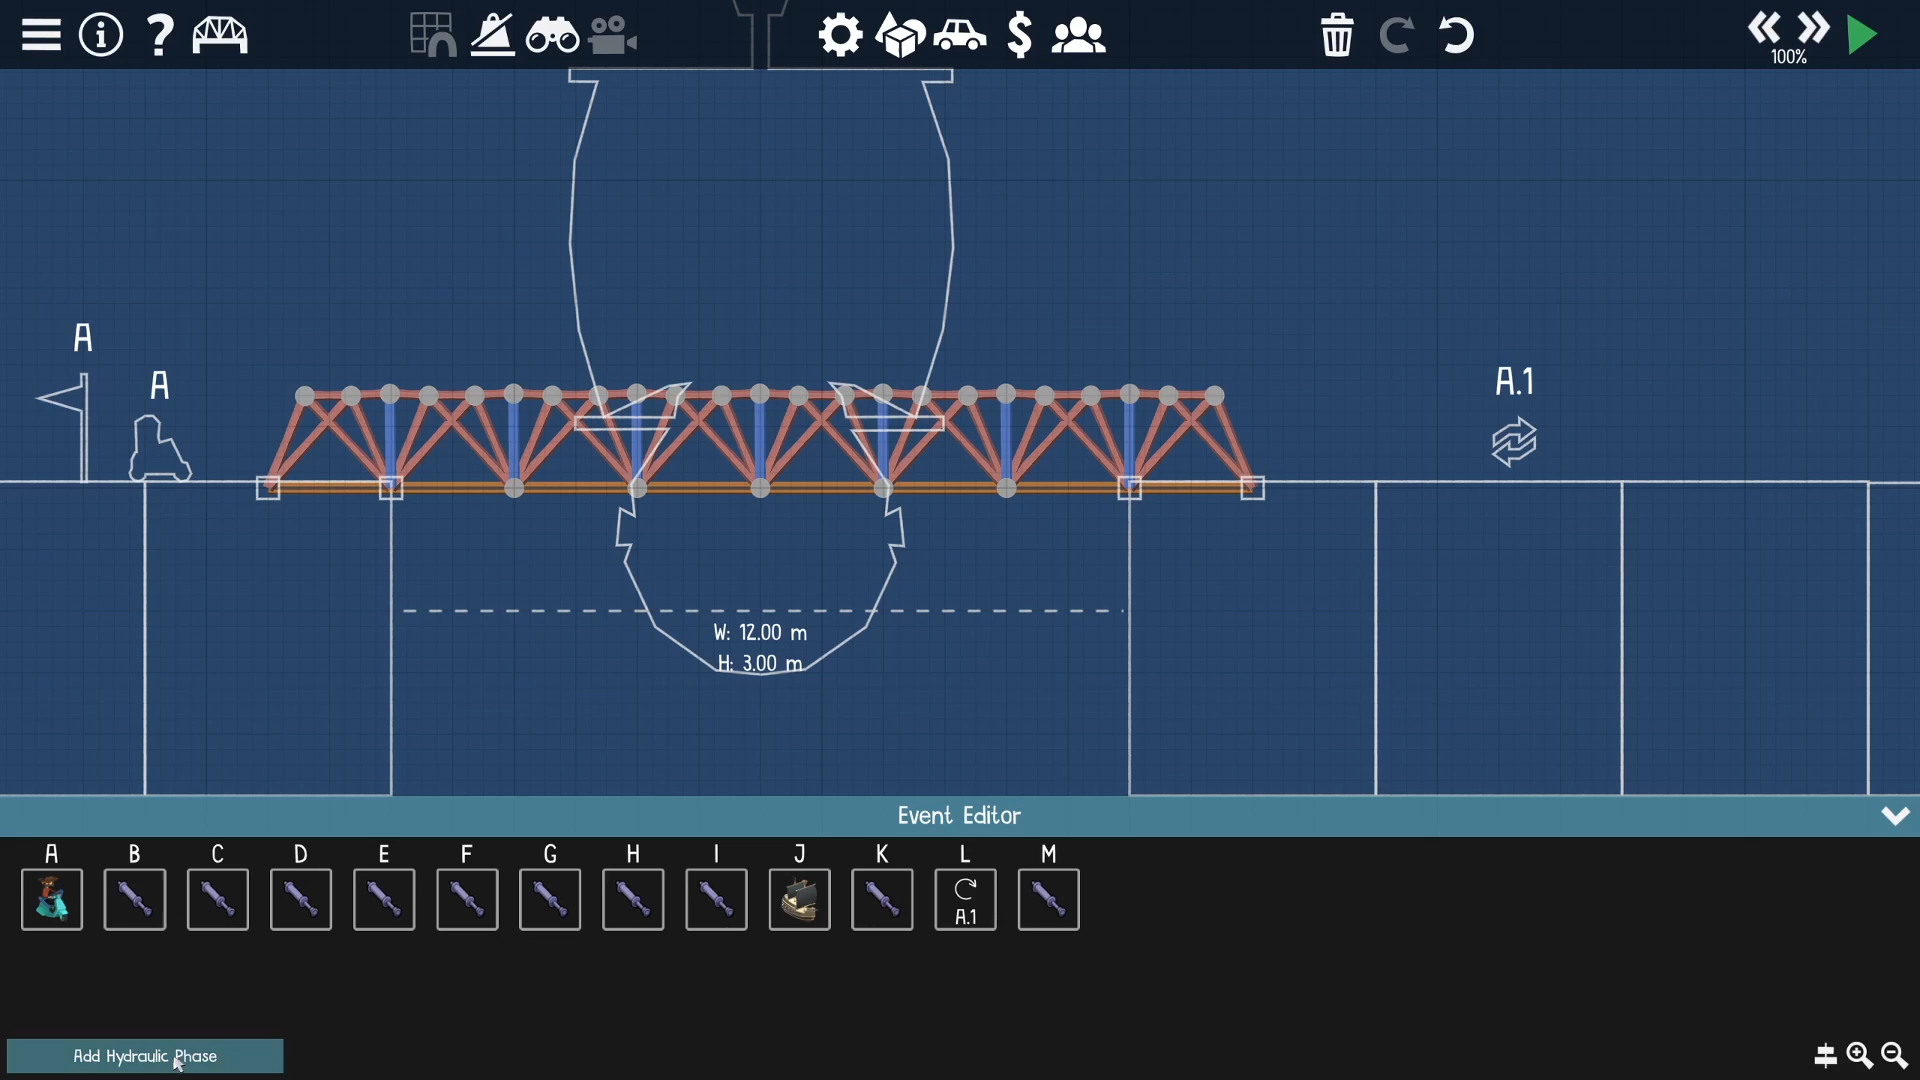 100%
A
A
A.1
W: 12.00 m
H: 3.00 m
Event Editor
A B C D E F G H I J K L M
A.1
Add Hydraulic Phase